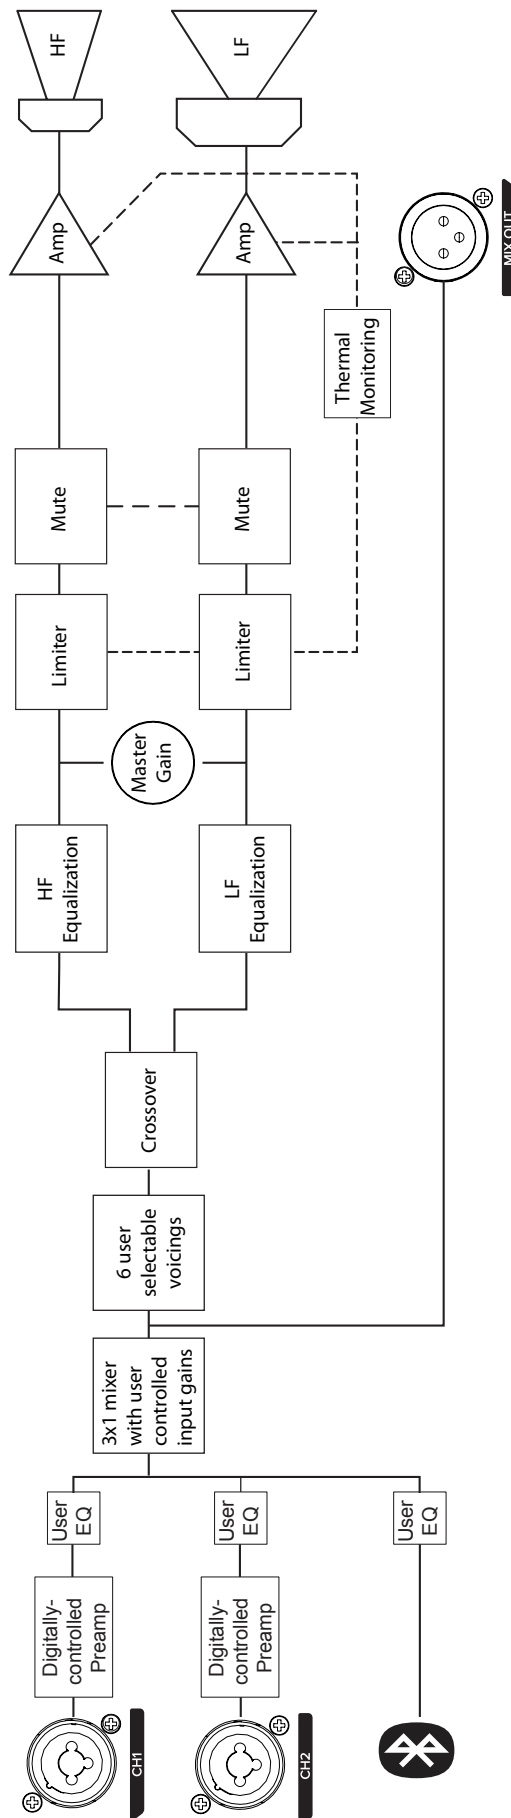 CH1
Digitally-
controlled
Preamp
User
EQ
CH2
Digitally-
controlled
Preamp
User
EQ
User
EQ
3x1 mixer
with user
controlled
input gains
6 user
selectable
voicings
Crossover
HF
Equalization
LF
Equalization
Master
Gain
Limiter
Limiter
Mute
Mute
Thermal
Monitoring
Amp
Amp
HF
LF
MIX OUT